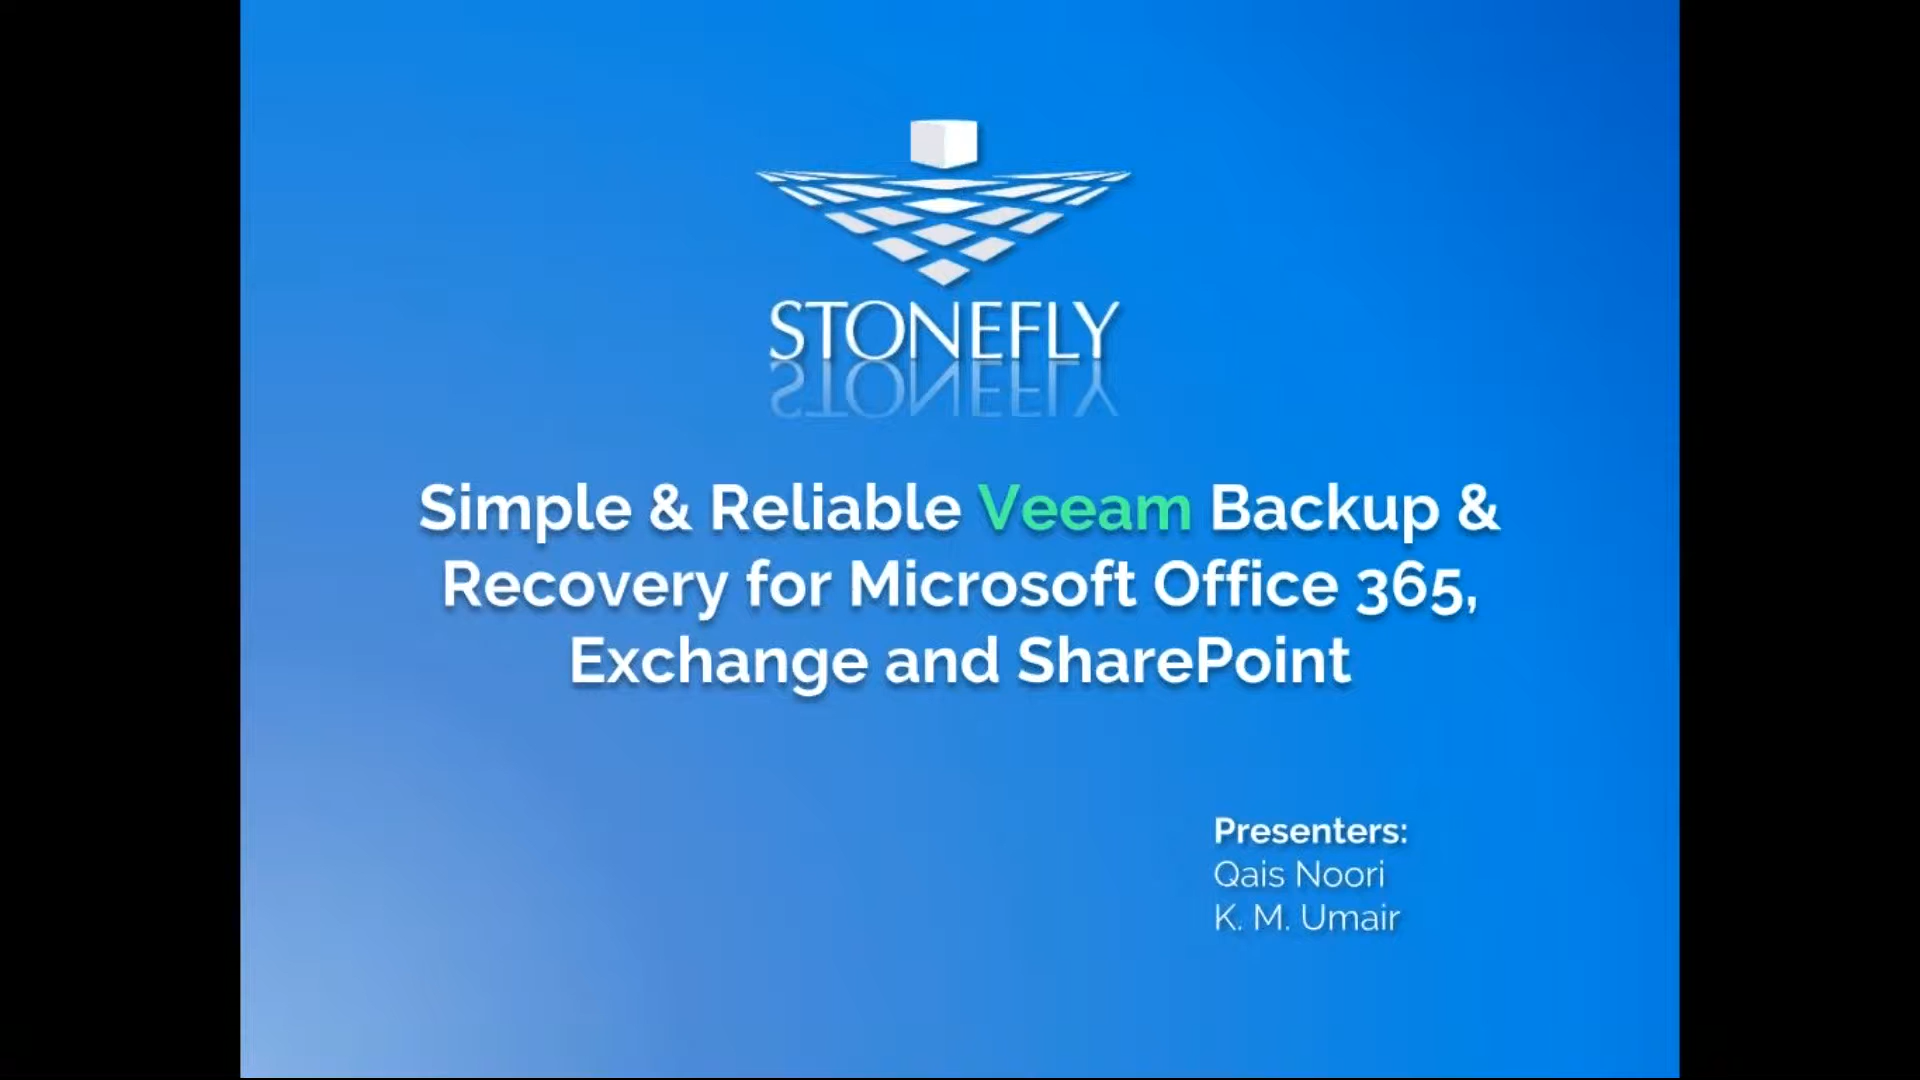 STONEFLY
Simple & Reliable Veeam Backup &
Recovery for Microsoft Office 365,
Exchange and SharePoint
Presenters:
Qais Noori
K. M. Umair